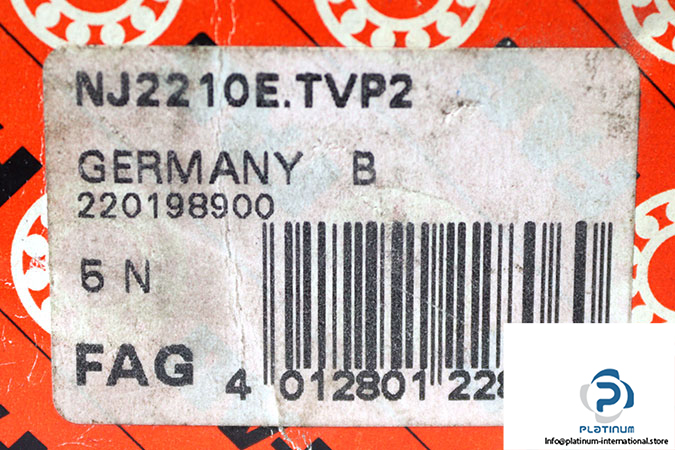 NJ2210E.TVP2
GERMANY B
220198900
5 N
FAG
4 012801 228
PLATINUM
Info@platinum-international.store